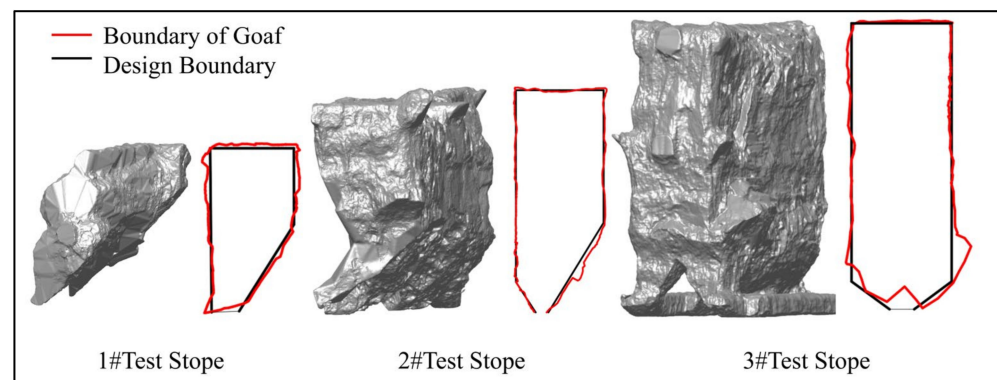 Boundary of Goaf
Design Boundary
1#Test Stope
2#Test Stope
3#Test Stope